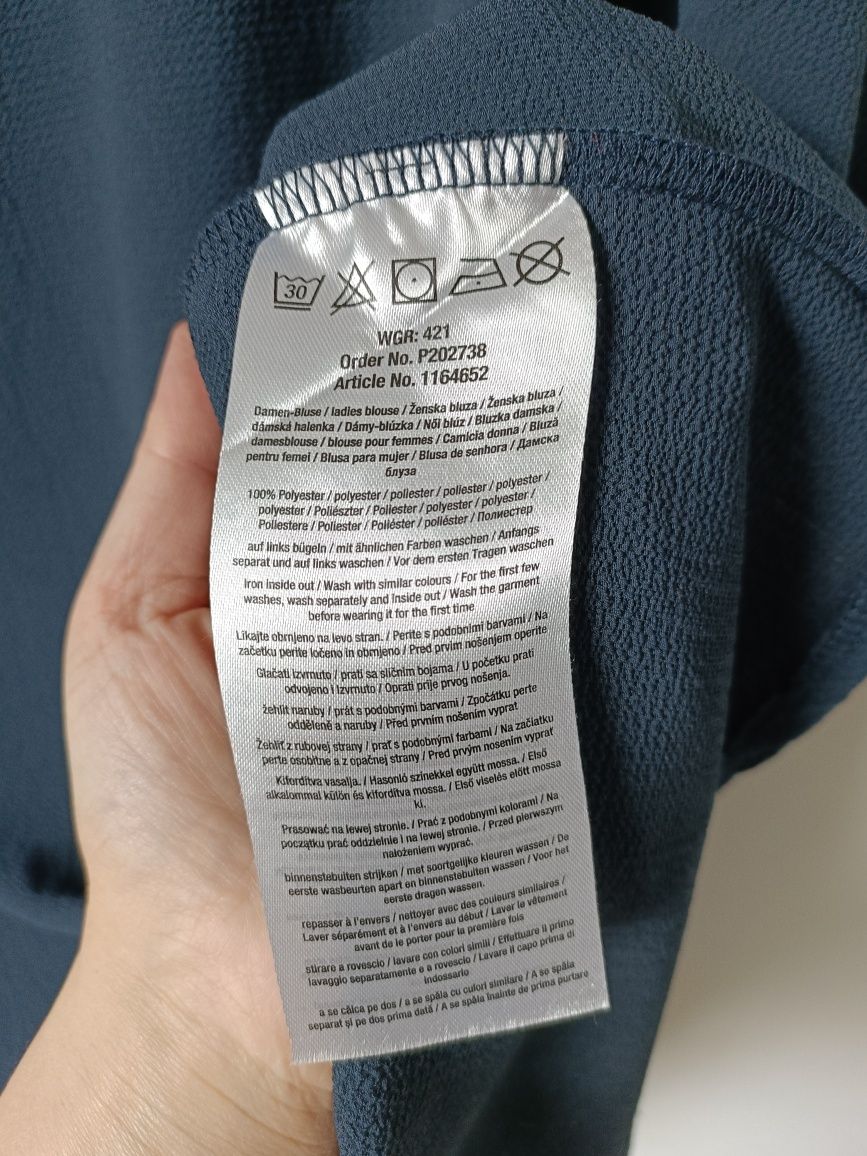 30
WGR: 421
Order No. P202738
Article No. 1164652
Damen-Bluse / ladies blouse / Ženska bluza / Ženska bluza /
dámská halenka / Dámy-blúzka / Női blúz / Bluzka damska /
damesblouse / blouse pour femmes / Camicia donna / Bluză
pentru femei / Blusa para mujer / Blusa de senhora / Дамска
блуза
100% Polyester / polyester / poliester / poliester / polyester /
polyester / Poliészter / Poliester / polyester / polyester /
Poliestere / Poliester / Poliéster / poliéster / Полиестер
auf links bügeln / mit ähnlichen Farben waschen / Anfangs
separat und auf links waschen / Vor dem ersten Tragen waschen
Iron inside out / Wash with similar colours / For the first few
washes, wash separately and Inside out / Wash the garment
before wearing it for the first time
Likajte obrnjeno na levo stran. / Perite s podobnimi barvami / Na
začetku perite ločeno in obrnjeno / Pred prvim nošenjem operite
Glačati izvrnuto / prati sa sličnim bojama / U početku prati
odvojeno i izvrnuto / Oprati prije prvog nošenja.
žehlit naruby / prát s podobnými barvami / Zpočátku perte
odděleně a naruby / Před prvním nošením vyprat
Žehliť z rubovej strany / prať s podobnými farbami / Na začiatku
perte osobitne a z opačnej strany / Pred prvým nosením vyprať
Kifordítva vasalja. / Hasonló színekkel együtt mossa. / Első
alkalommal külön és kifordítva mossa. / Első viselés előtt mossa
ki.
Prasować na lewej stronie. / Prać z podobnymi kolorami / Na
początku prać oddzielnie i na lewej stronie. / Przed pierwszym
nałożeniem wyprać.
binnenstebuiten strijken / met soortgelijke kleuren wassen / De
eerste wasbeurten apart en binnenstebuiten wassen / Voor het
eerste dragen wassen.
repasser à l'envers / nettoyer avec des couleurs similaires /
Laver séparément et à l'envers au début / Laver le vêtement
avant de le porter pour la première fois
stirare a rovescio / lavare con colori simili / Effettuare il primo
lavaggio separatamente e a rovescio / Lavare il capo prima di
indossarlo
a se călca pe dos / a se spăla cu culori similare / A se spăla
separat și pe dos prima dată / A se spăla înainte de prima purtare